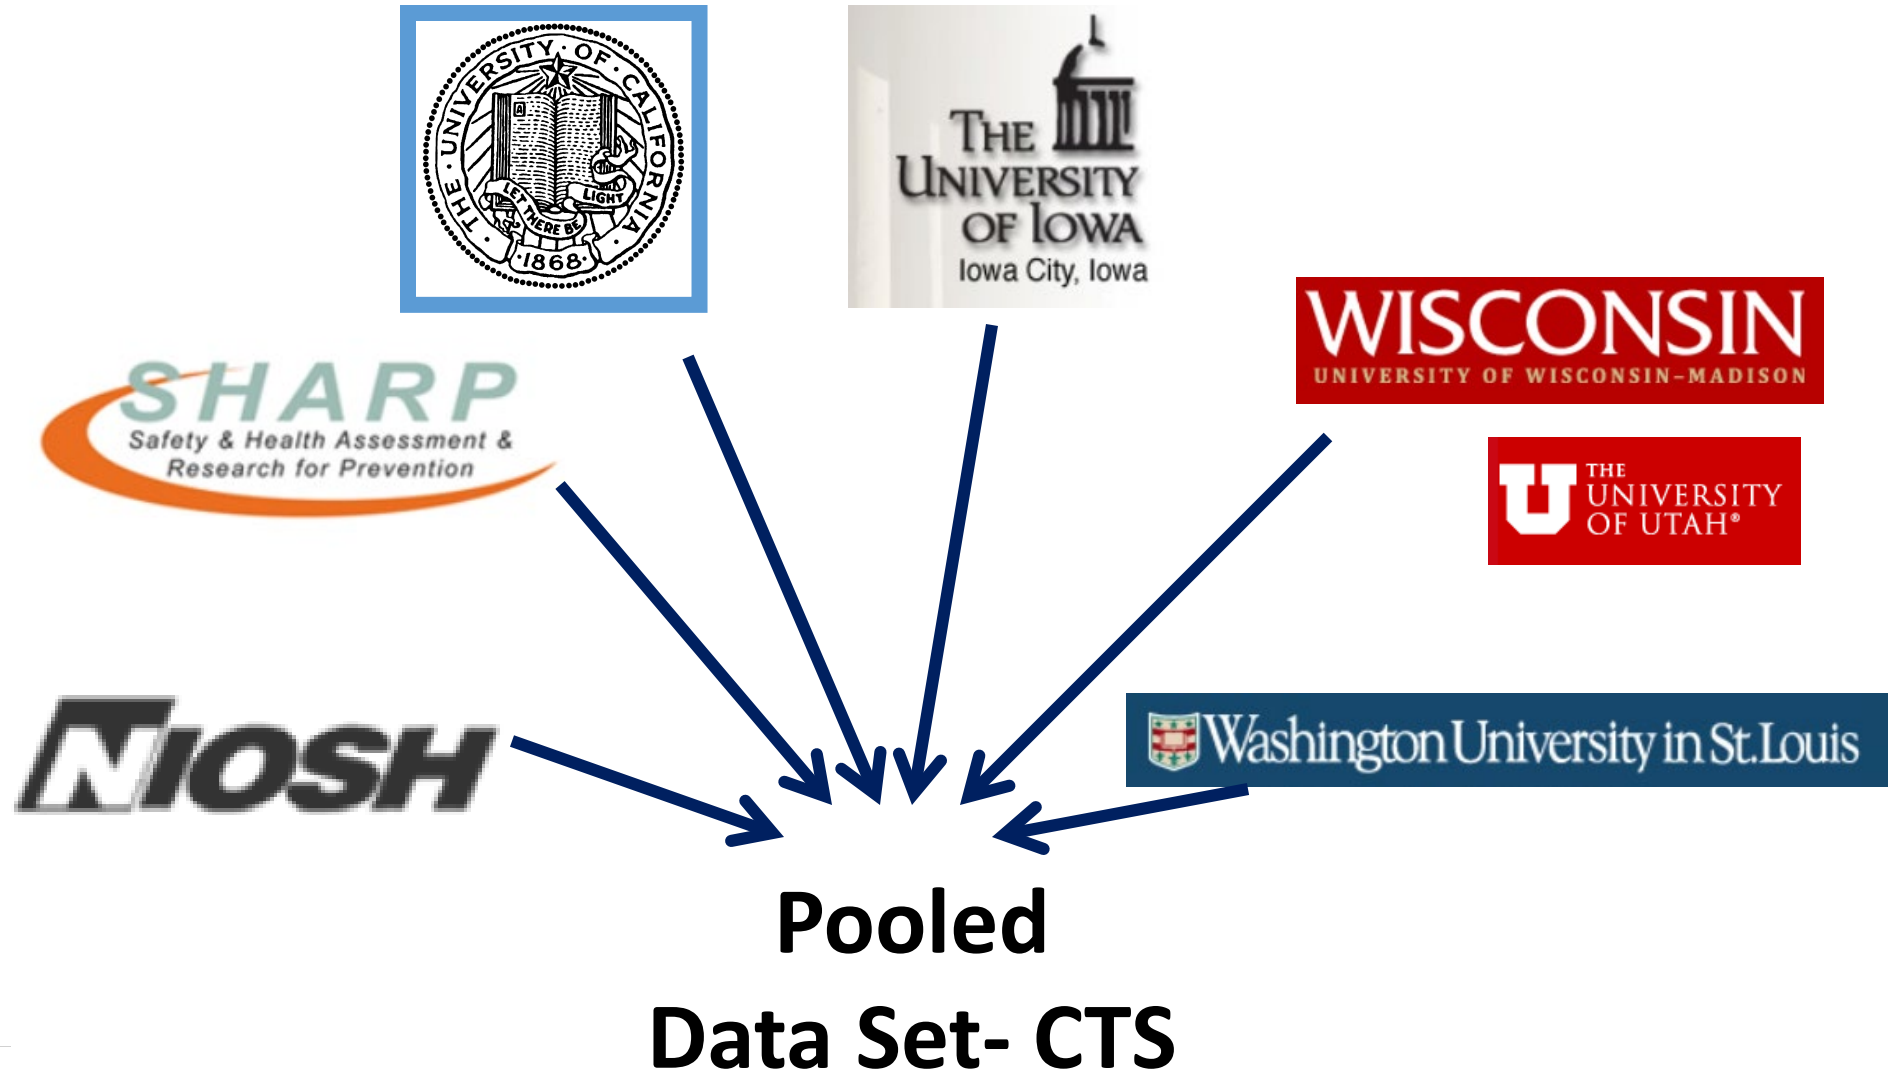 THE · UNIVERSITY · OF · CALIFORNIA
A
LET THERE BE
LIGHT
·1868·
THE
UNIVERSITY
OF IOWA
Iowa City, Iowa
WISCONSIN
UNIVERSITY OF WISCONSIN–MADISON
SHARP
Safety & Health Assessment &
Research for Prevention
THE
UNIVERSITY
OF UTAH®
U
NIOSH
Washington University in St. Louis
Pooled
Data Set- CTS